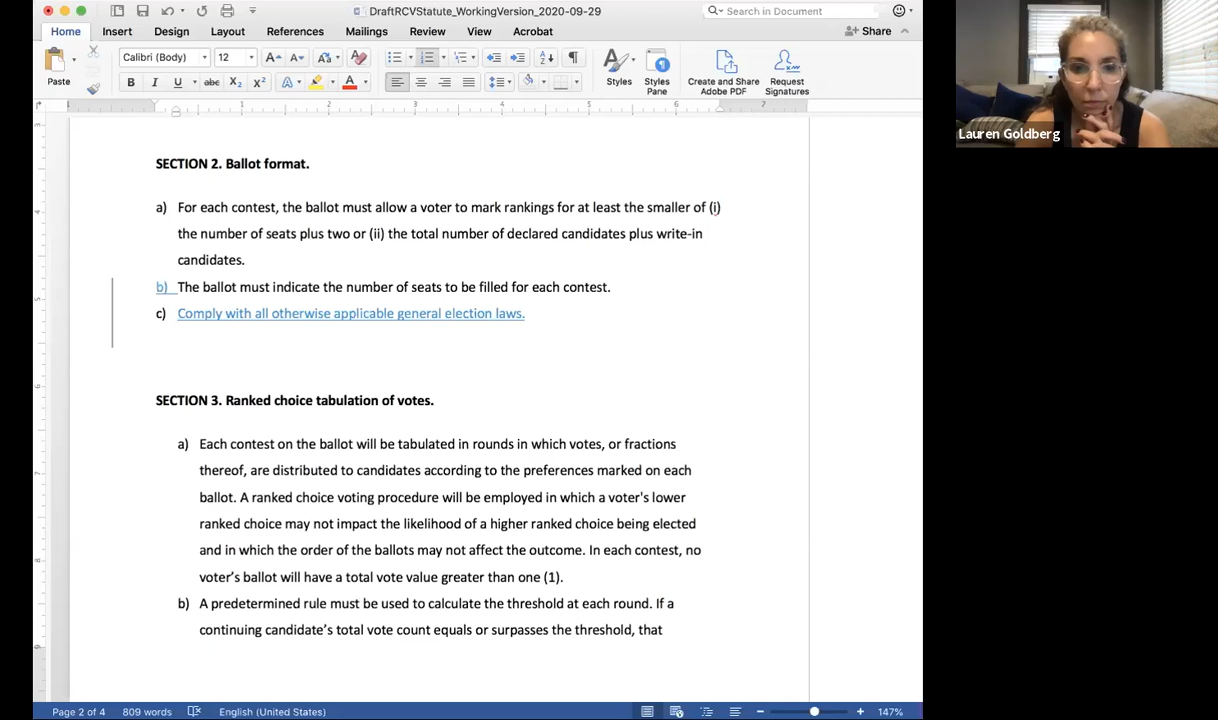 DraftRCVStatute_WorkingVersion_2020-09-29
Search in Document
Home Insert Design Layout References Mailings Review View Acrobat
Share
Paste
Calibri (Body) 12
Styles
Styles Pane
Create and Share Adobe PDF
Request Signatures
1 1 2 3 4 5 6 7
SECTION 2. Ballot format.
a) For each contest, the ballot must allow a voter to mark rankings for at least the smaller of (i)
the number of seats plus two or (ii) the total number of declared candidates plus write-in
candidates.
b) The ballot must indicate the number of seats to be filled for each contest.
c) Comply with all otherwise applicable general election laws.
SECTION 3. Ranked choice tabulation of votes.
a) Each contest on the ballot will be tabulated in rounds in which votes, or fractions
thereof, are distributed to candidates according to the preferences marked on each
ballot. A ranked choice voting procedure will be employed in which a voter's lower
ranked choice may not impact the likelihood of a higher ranked choice being elected
and in which the order of the ballots may not affect the outcome. In each contest, no
voter’s ballot will have a total vote value greater than one (1).
b) A predetermined rule must be used to calculate the threshold at each round. If a
continuing candidate’s total vote count equals or surpasses the threshold, that
Page 2 of 4 809 words English (United States) 147%
Lauren Goldberg